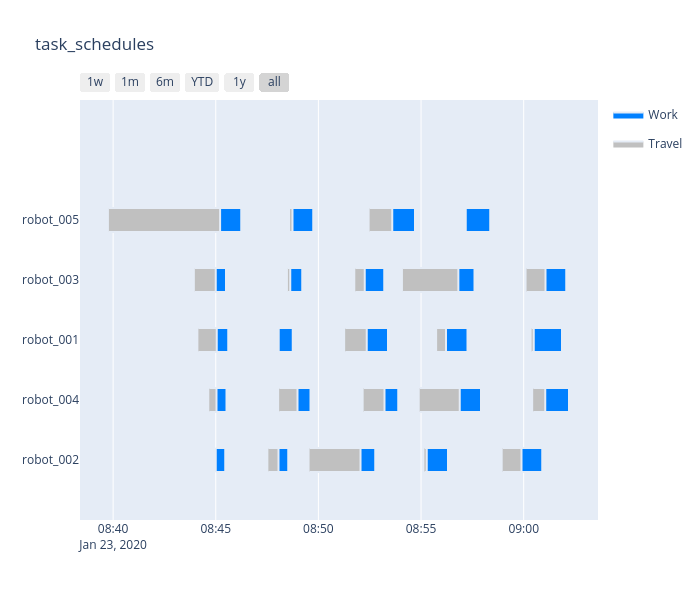 task_schedules
1w 1m 6m YTD 1y all
Work
Travel
robot_005
robot_003
robot_001
robot_004
robot_002
08:40 08:45 08:50 08:55 09:00
Jan 23, 2020